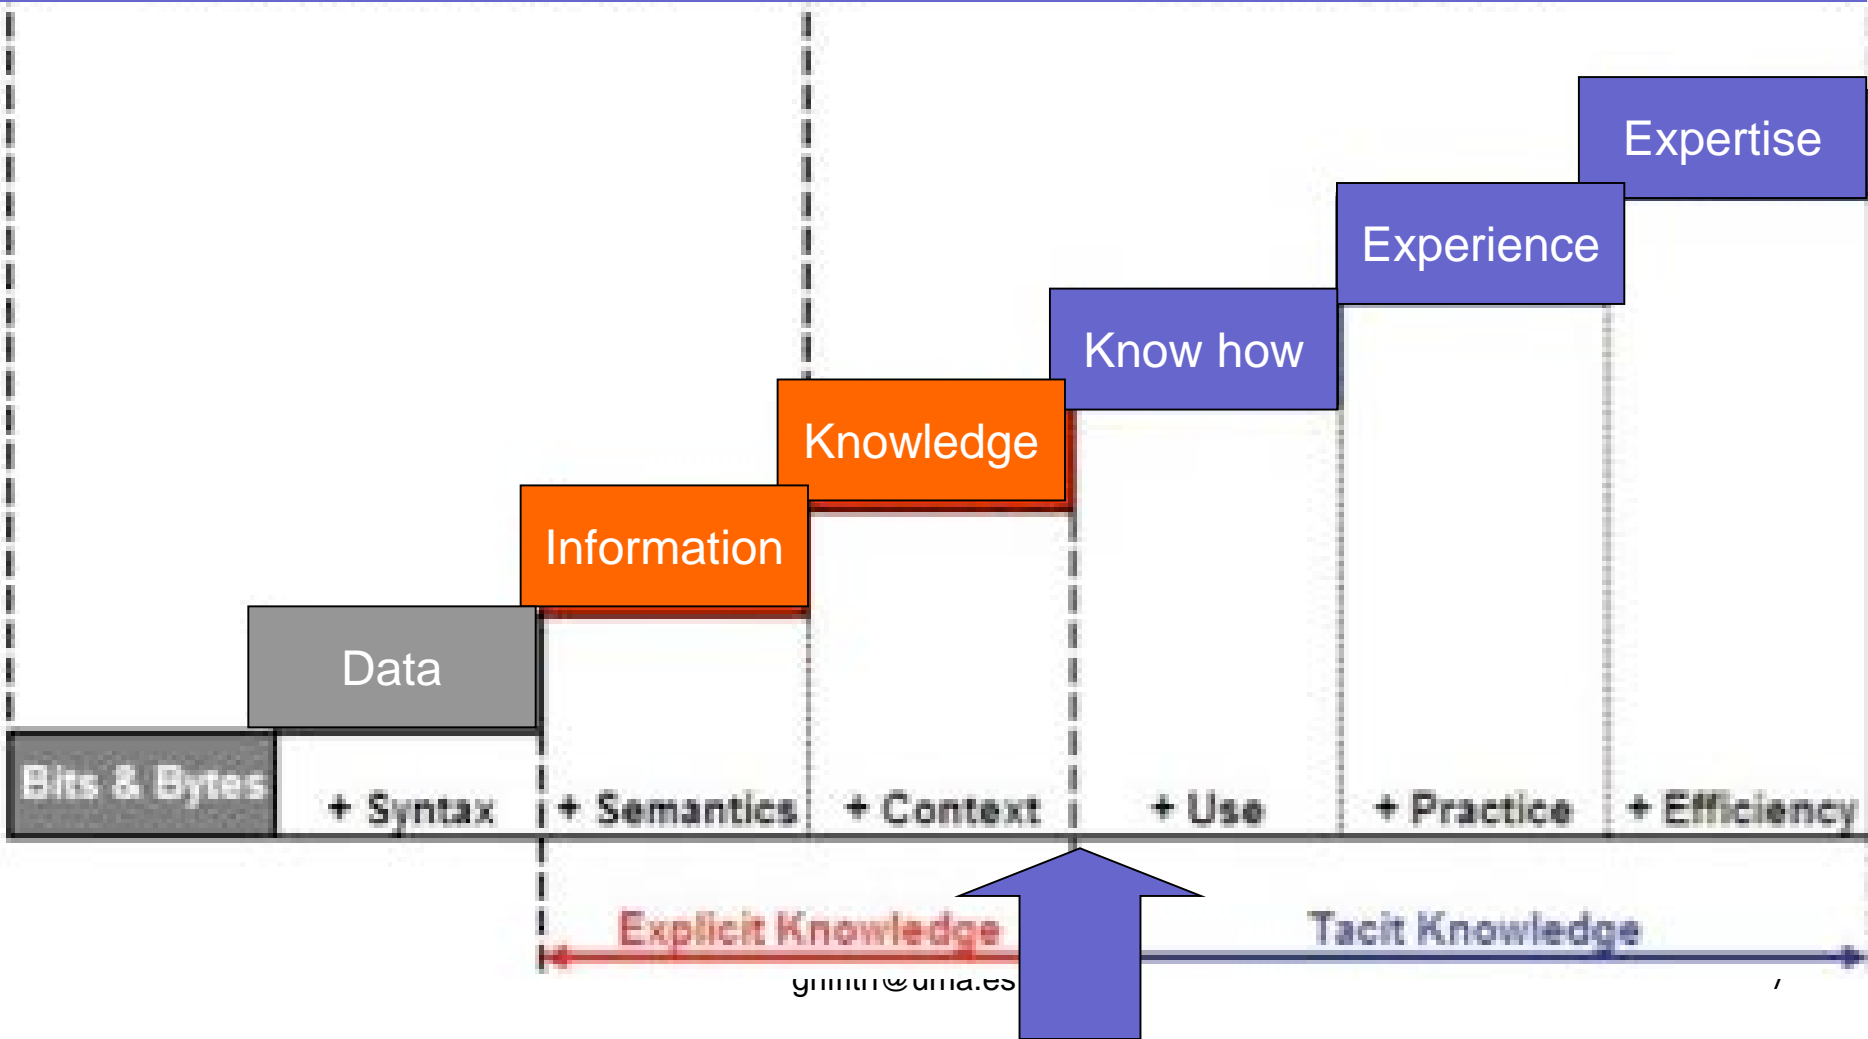 Expertise
Experience
Know how
Knowledge
Information
Data
Bits & Bytes
+ Syntax
+ Semantics
+ Context
+ Use
+ Practice
+ Efficiency
Explicit Knowledge
Tacit Knowledge